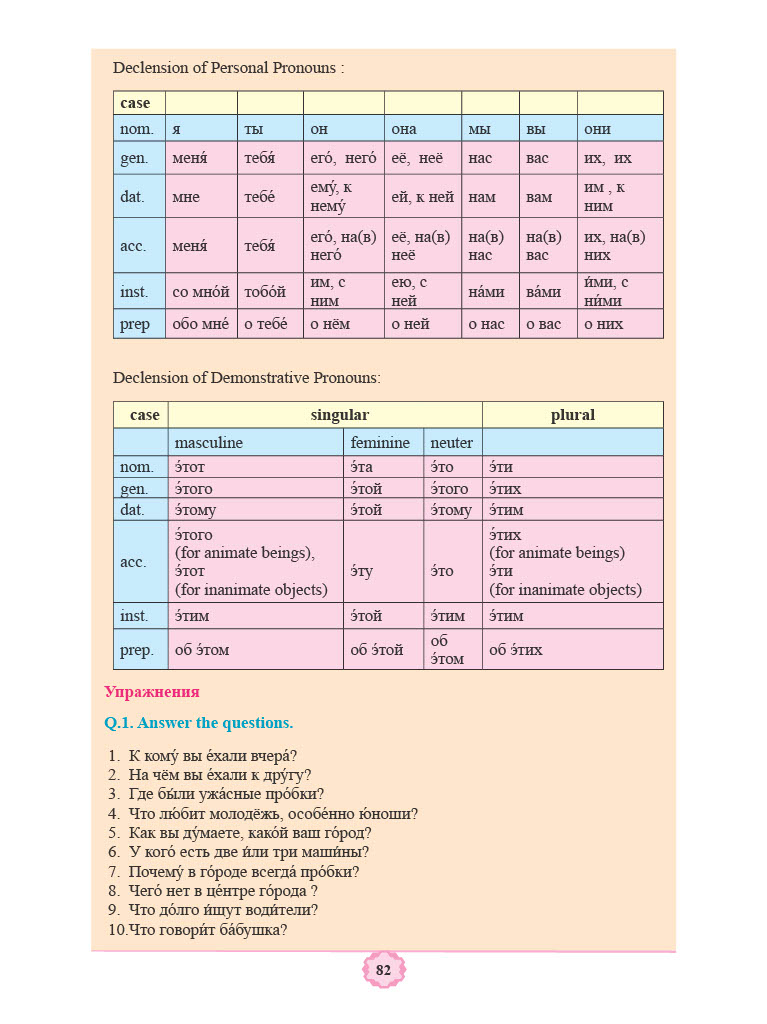 Declension of Personal Pronouns :
case
nom. я ты он она мы вы они
gen. меня́ тебя́ его́, него́ её, неё нас вас их, их
dat. мне тебе́ ему́, к нему́ ей, к ней нам вам им , к ним
acc. меня́ тебя́ его́, на(в) него́ её, на(в) неё на(в) нас на(в) вас их, на(в) них
inst. со мно́й тобо́й им, с ним ею, с ней на́ми ва́ми и́ми, с ни́ми
prep обо мне́ о тебе́ о нём о ней о нас о вас о них
Declension of Demonstrative Pronouns:
case singular plural
masculine feminine neuter
nom. э́тот э́та э́то э́ти
gen. э́того э́той э́того э́тих
dat. э́тому э́той э́тому э́тим
acc. э́того (for animate beings), э́тот (for inanimate objects) э́ту э́то э́тих (for animate beings) э́ти (for inanimate objects)
inst. э́тим э́той э́тим э́тим
prep. об э́том об э́той об э́том об э́тих
Упражнения
Q.1. Answer the questions.
1. К кому́ вы е́хали вчера́?
2. На чём вы е́хали к дру́гу?
3. Где бы́ли ужа́сные про́бки?
4. Что лю́бит молодёжь, осо́бе́нно ю́ноши?
5. Как вы ду́маете, како́й ваш го́род?
6. У кого́ есть две и́ли три маши́ны?
7. Почему́ в го́роде всегда́ про́бки?
8. Чего́ нет в це́нтре го́рода ?
9. Что до́лго и́щут води́тели?
10.Что говори́т ба́бушка?
82